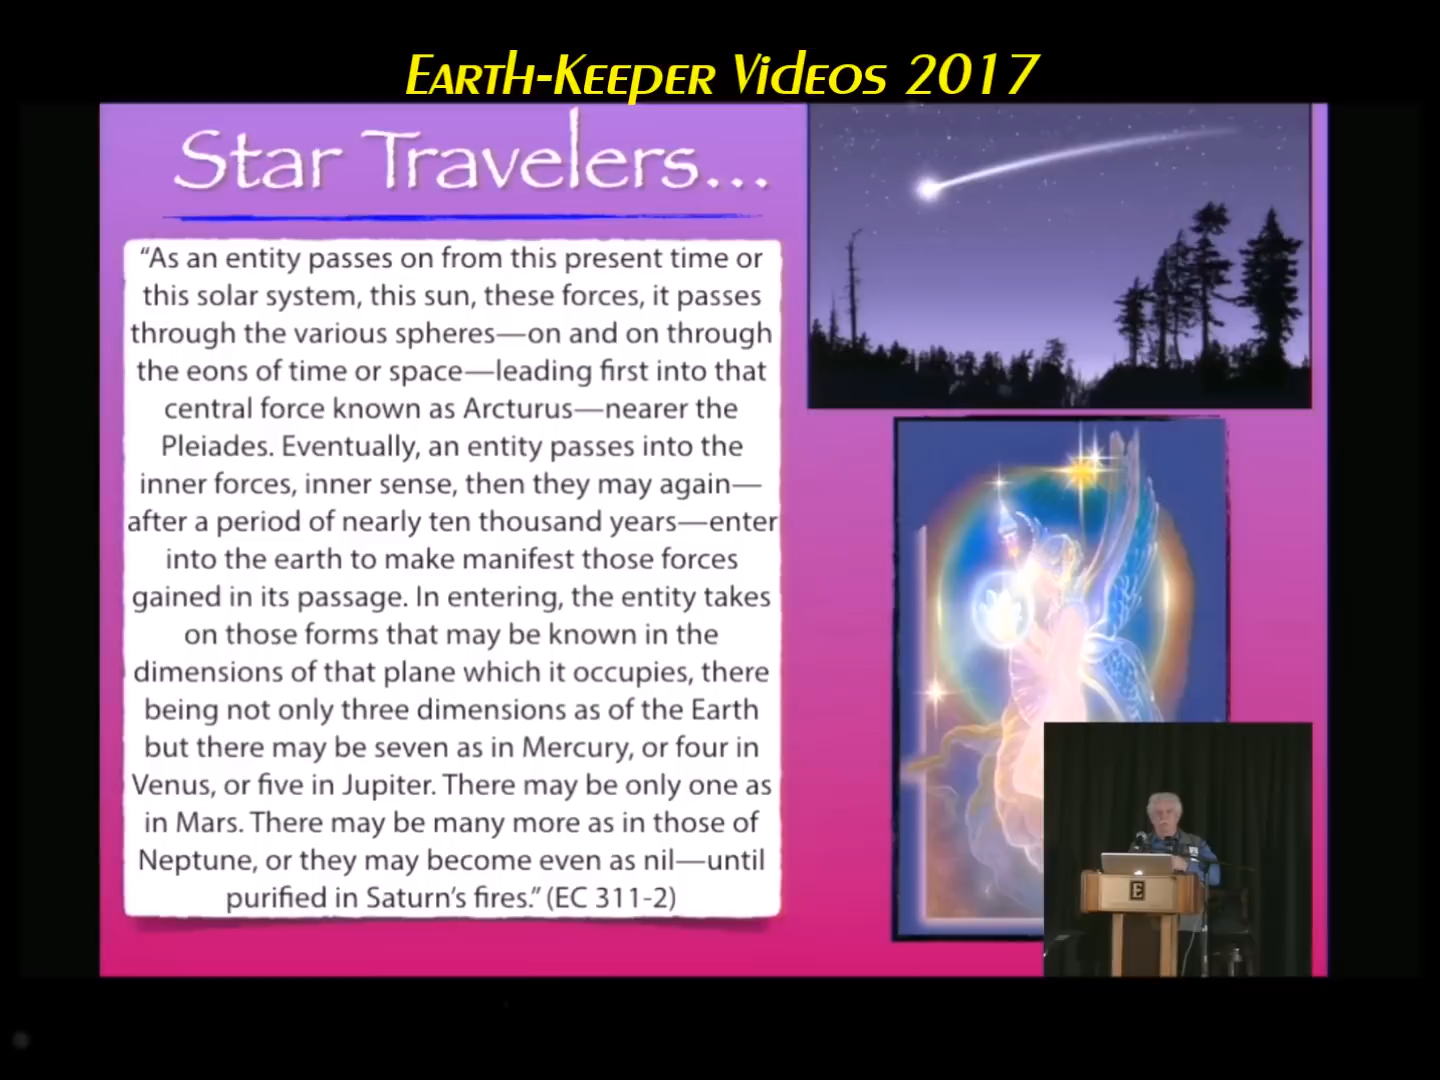 Earth-Keeper Videos 2017
Star Travelers...
“As an entity passes on from this present time or
this solar system, this sun, these forces, it passes
through the various spheres—on and on through
the eons of time or space—leading first into that
central force known as Arcturus—nearer the
Pleiades. Eventually, an entity passes into the
inner forces, inner sense, then they may again—
after a period of nearly ten thousand years—enter
into the earth to make manifest those forces
gained in its passage. In entering, the entity takes
on those forms that may be known in the
dimensions of that plane which it occupies, there
being not only three dimensions as of the Earth
but there may be seven as in Mercury, or four in
Venus, or five in Jupiter. There may be only one as
in Mars. There may be many more as in those of
Neptune, or they may become even as nil—until
purified in Saturn’s fires.” (EC 311-2)
E